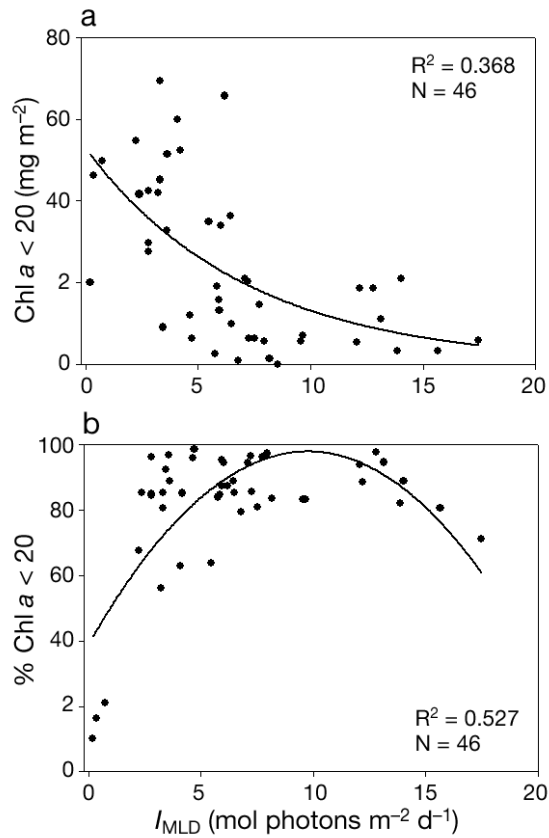 a
80
60
40
2
0
Chl a < 20 (mg m⁻²)
R² = 0.368
N = 46
0
5
10
15
20
b
100
80
60
40
2
0
% Chl a < 20
R² = 0.527
N = 46
0
5
10
15
20
I_MLD (mol photons m⁻² d⁻¹)